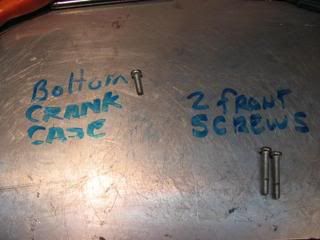 Bottom
CRANK
CASE
2 fRONT
SCREWS